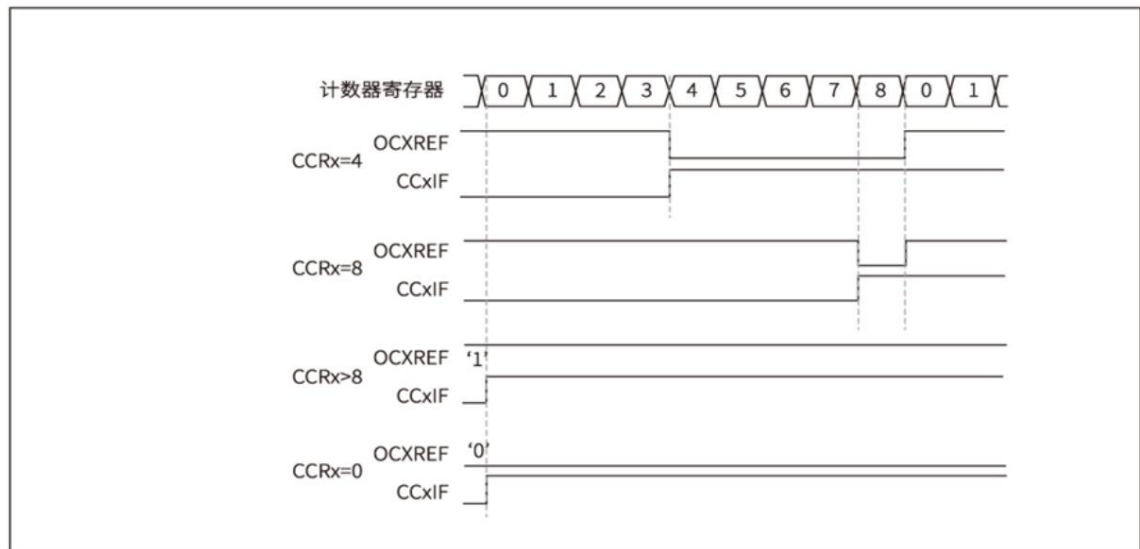 计数器寄存器 0 1 2 3 4 5 6 7 8 0 1
OCXREF
CCRx=4
CCxIF
OCXREF
CCRx=8
CCxIF
OCXREF ‘1’
CCRx>8
CCxIF
OCXREF ‘0’
CCRx=0
CCxIF